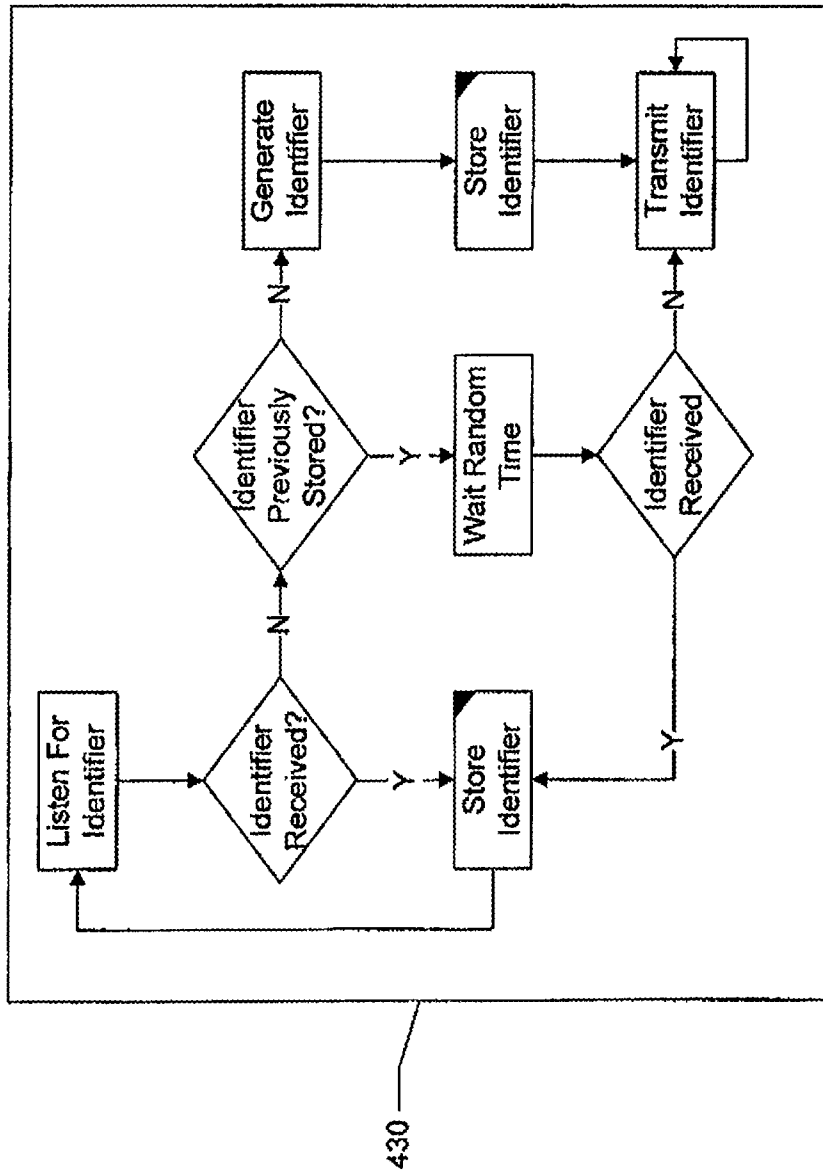 Listen For
Identifier
Identifier
Received?
N
Y
Store
Identifier
Identifier
Previously
Stored?
N
Y
Wait Random
Time
Identifier
Received
Y
N
Generate
Identifier
Store
Identifier
Transmit
Identifier
430